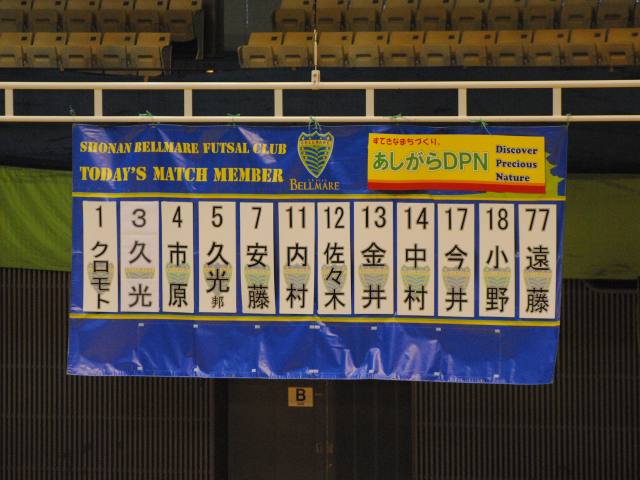 SHONAN BELLMARE FUTSAL CLUB
TODAY'S MATCH MEMBER
BELLMARE
すてきなまちづくり。
あしがらDPN
Discover
Precious
Nature
1 クロモト
3 久光
4 市原
5 久光邦
7 安藤
11 内村
12 佐々木
13 金井
14 中村
17 今井
18 小野
77 遠藤
B